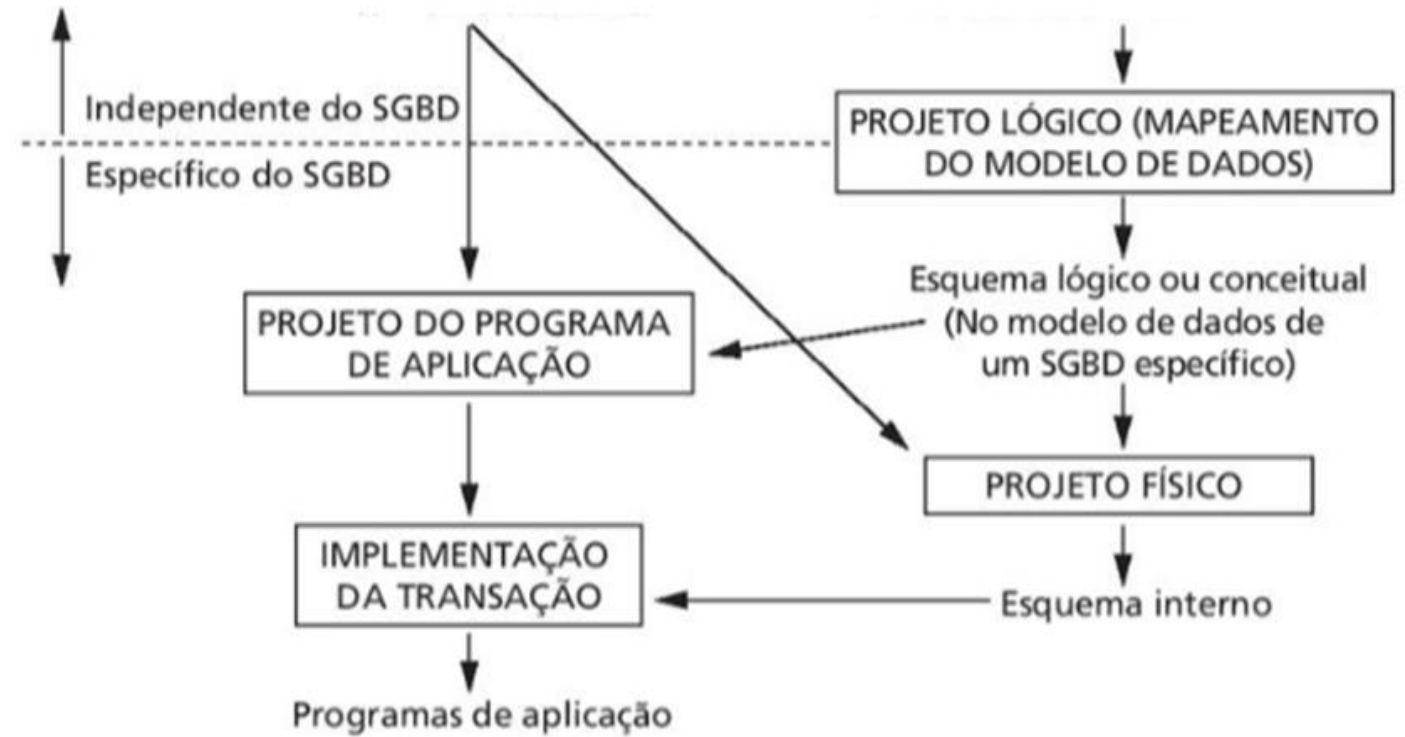 Independente do SGBD
Específico do SGBD
PROJETO LÓGICO (MAPEAMENTO
DO MODELO DE DADOS)
Esquema lógico ou conceitual
(No modelo de dados de
um SGBD específico)
PROJETO DO PROGRAMA
DE APLICAÇÃO
PROJETO FÍSICO
IMPLEMENTAÇÃO
DA TRANSAÇÃO
Esquema interno
Programas de aplicação